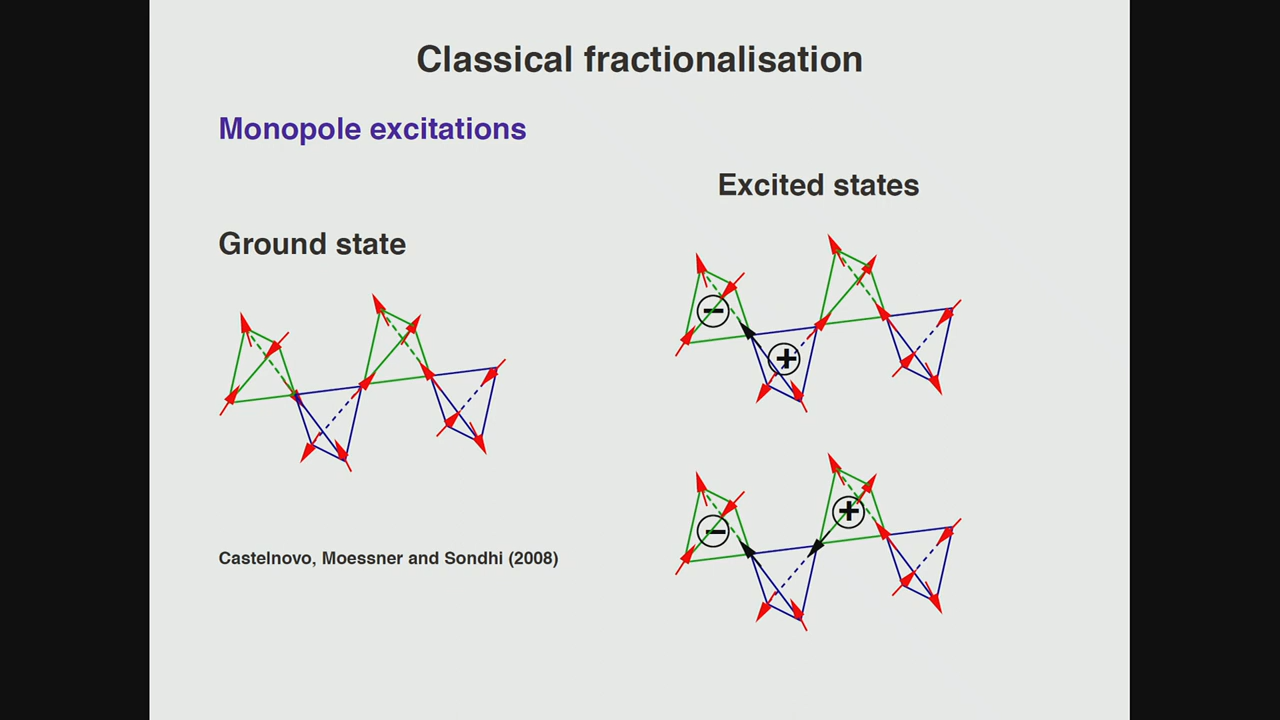 Classical fractionalisation
Monopole excitations
Excited states
Ground state
−
+
−
+
Castelnovo, Moessner and Sondhi (2008)